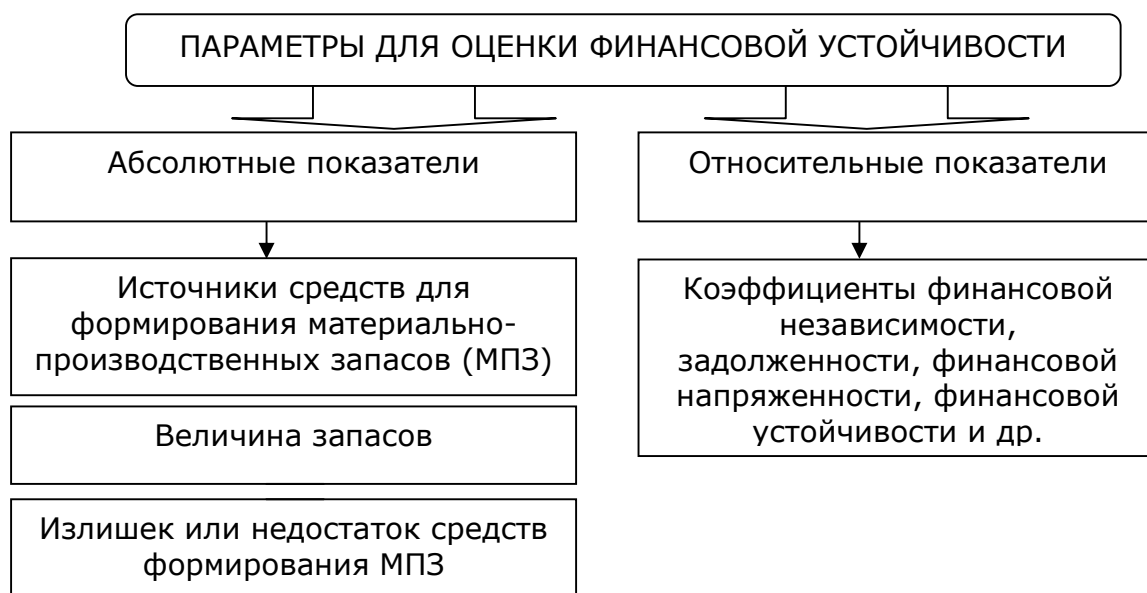 ПАРАМЕТРЫ ДЛЯ ОЦЕНКИ ФИНАНСОВОЙ УСТОЙЧИВОСТИ
Абсолютные показатели
Источники средств для
формирования материально-
производственных запасов (МПЗ)
Величина запасов
Излишек или недостаток средств
формирования МПЗ
Относительные показатели
Коэффициенты финансовой
независимости,
задолженности, финансовой
напряженности, финансовой
устойчивости и др.